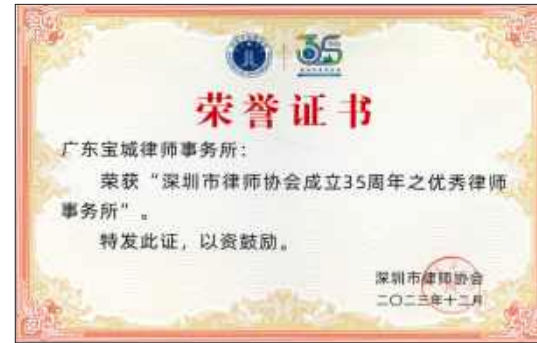 35
荣誉证书
广东宝城律师事务所：
荣获“深圳市律师协会成立35周年之优秀律师
事务所”。
特发此证，以资鼓励。
深圳市律师协会
二〇二三年十二月